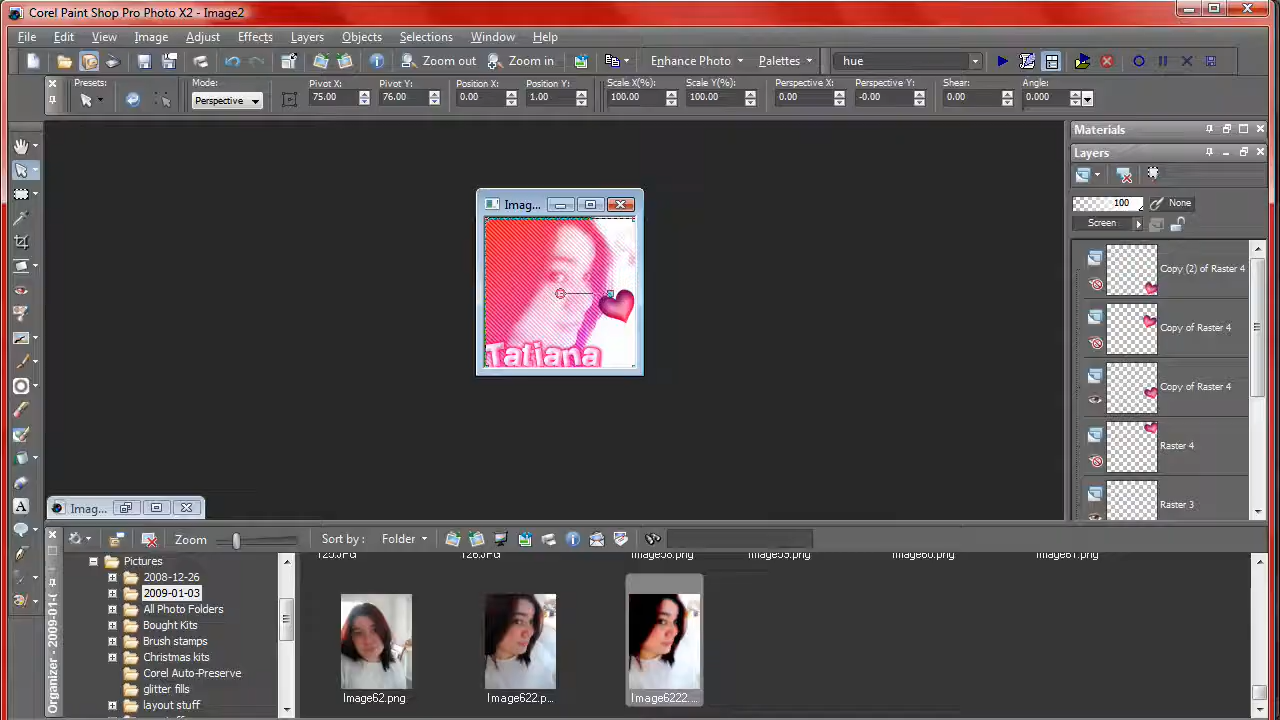 Corel Paint Shop Pro Photo X2 - Image2
File Edit View Image Adjust Effects Layers Objects Selections Window Help
Zoom out Zoom in Enhance Photo Palettes hue
Presets: Mode: Pivot X: Pivot Y: Position X: Position Y: Scale X(%): Scale Y(%): Perspective X: Perspective Y: Shear: Angle:
Perspective 75.00 76.00 0.00 1.00 100.00 100.00 0.00 -0.00 0.00 0.000
Materials
Layers
100 None
Screen
Copy (2) of Raster 4
Copy of Raster 4
Copy of Raster 4
Raster 4
Raster 3
Imag...
Tatiana
Imag...
Zoom Sort by: Folder
Organizer - 2009-01-
Pictures
2008-12-26
2009-01-03
All Photo Folders
Bought Kits
Brush stamps
Christmas kits
Corel Auto-Preserve
glitter fills
layout stuff
125.JPG 126.JPG Image58.png Image59.png Image60.png Image61.png
Image62.png Image622.p... Image6222....